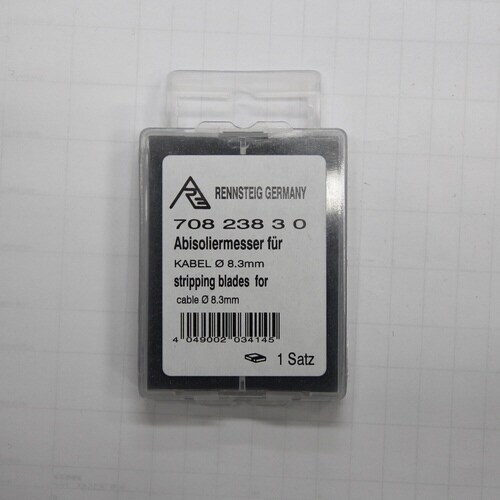 RE RENNSTEIG GERMANY
708 238 3 0
Abisoliermesser für
KABEL Ø 8.3mm
stripping blades for
cable Ø 8.3mm
4 049002 034145
1 Satz